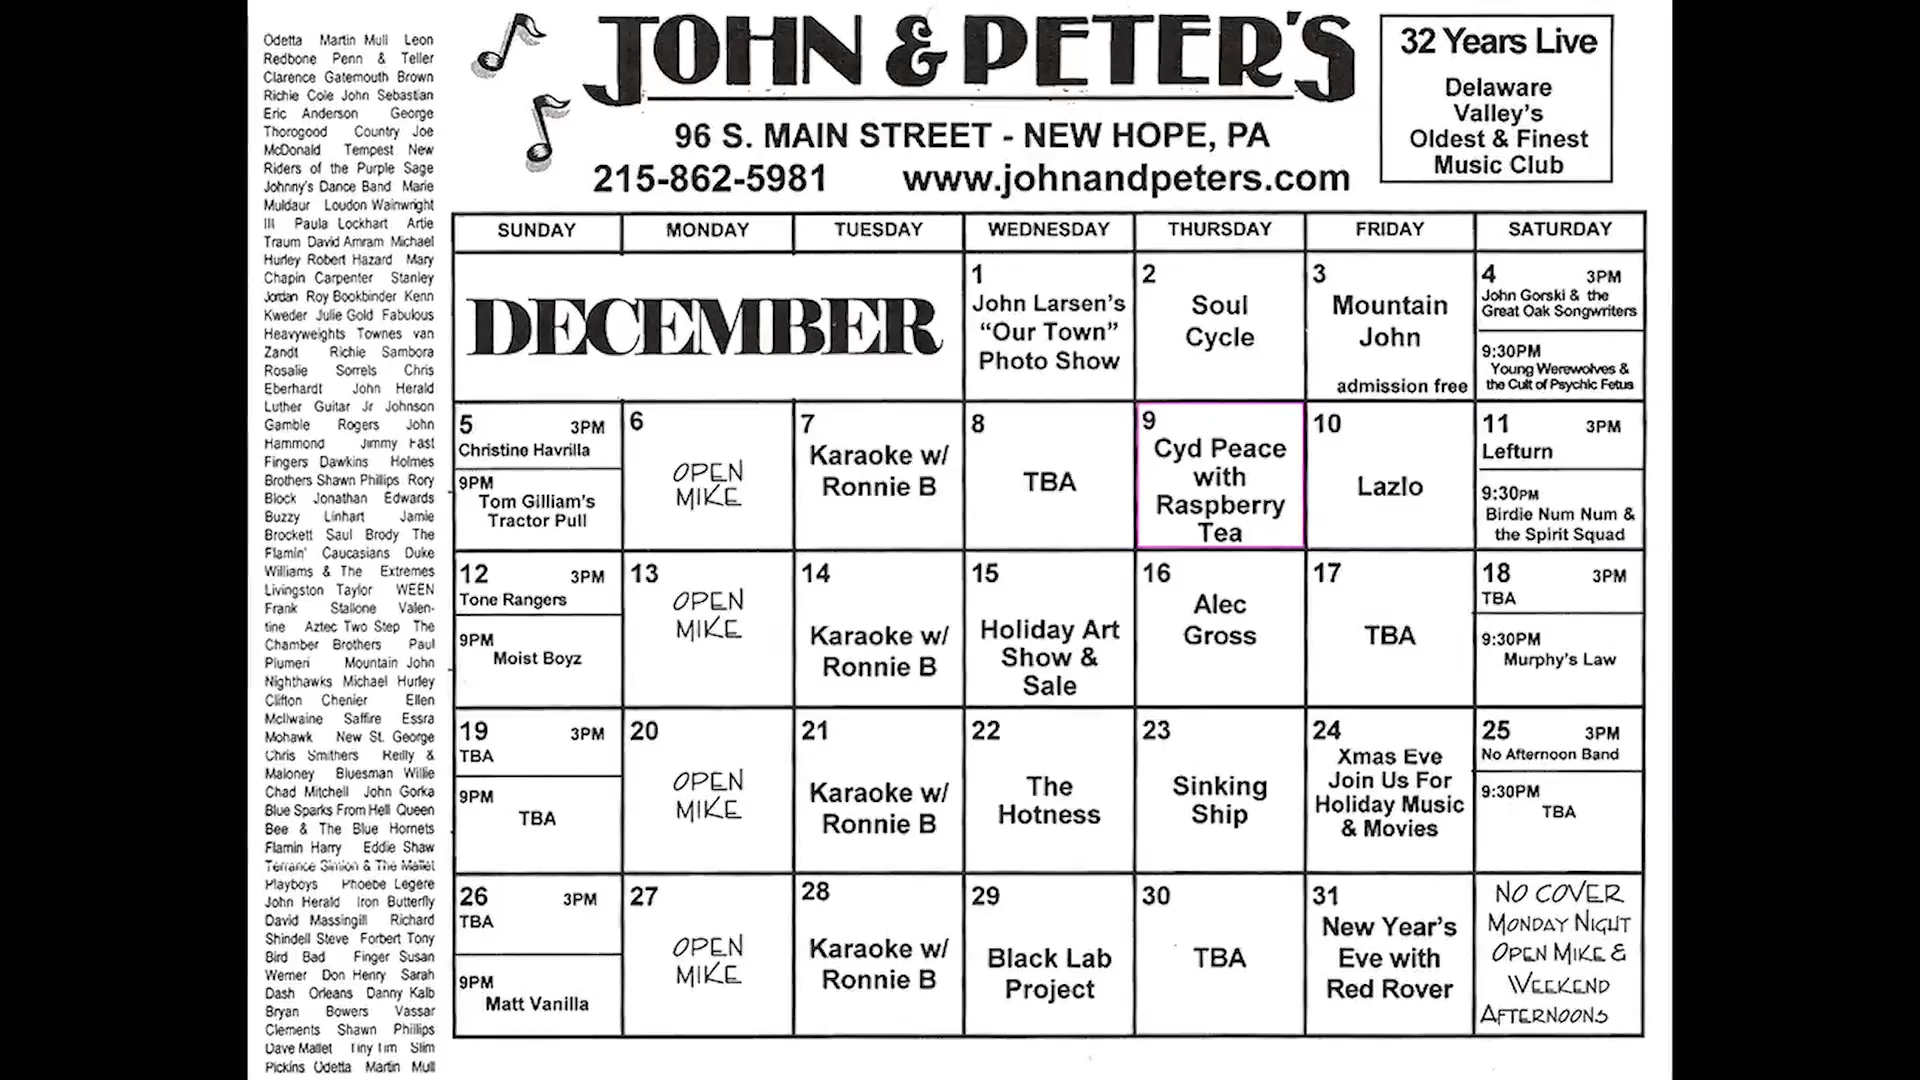 Odetta Martin Mull Leon
Redbone Penn & Teller
Clarence Gatemouth Brown
Richie Cole John Sebastian
Eric Anderson George
Thorogood Country Joe
McDonald Tempest New
Riders of the Purple Sage
Johnny's Dance Band Marie
Muldaur Loudon Wainwright
III Paula Lockhart Artie
Traum David Amram Michael
Hurley Robert Hazard Mary
Chapin Carpenter Stanley
Jordan Roy Bookbinder Kenn
Kweder Julie Gold Fabulous
Heavyweights Townes van
Zandt Richie Sambora
Rosalie Sorrels Chris
Eberhardt John Herald
Luther Guitar Jr Johnson
Gamble Rogers John
Hammond Jimmy Fast
Fingers Dawkins Holmes
Brothers Shawn Phillips Rory
Block Jonathan Edwards
Buzzy Linhart Jamie
Brockett Saul Brody The
Flamin' Caucasians Duke
Williams & The Extremes
Livingston Taylor WEEN
Frank Stallone Valen-
tine Aztec Two Step The
Chamber Brothers Paul
Plumeri Mountain John
Nighthawks Michael Hurley
Clifton Chenier Ellen
McIlwaine Saffire Essra
Mohawk New St. George
Chris Smithers Reilly &
Maloney Bluesman Willie
Chad Mitchell John Gorka
Blue Sparks From Hell Queen
Bee & The Blue Hornets
Flamin Harry Eddie Shaw
Terrance Simion & The Mallet
Playboys Phoebe Legere
John Herald Iron Butterfly
David Massingill Richard
Shindell Steve Forbert Tony
Bird Bad Finger Susan
Werner Don Henry Sarah
Dash Orleans Danny Kalb
Bryan Bowers Vassar
Clements Shawn Phillips
Dave Mallet Tiny Tim Slim
Pickins Odetta Martin Mull
JOHN & PETER'S
96 S. MAIN STREET - NEW HOPE, PA
215-862-5981 www.johnandpeters.com
32 Years Live
Delaware
Valley's
Oldest & Finest
Music Club
SUNDAY MONDAY TUESDAY WEDNESDAY THURSDAY FRIDAY SATURDAY
DECEMBER
1
John Larsen's
"Our Town"
Photo Show
2
Soul
Cycle
3
Mountain
John
admission free
4 3PM
John Gorski & the
Great Oak Songwriters
9:30PM
Young Werewolves &
the Cult of Psychic Fetus
5 3PM
Christine Havrilla
9PM
Tom Gilliam's
Tractor Pull
6
OPEN
MIKE
7
Karaoke w/
Ronnie B
8
TBA
9
Cyd Peace
with
Raspberry
Tea
10
Lazlo
11 3PM
Lefturn
9:30PM
Birdie Num Num &
the Spirit Squad
12 3PM
Tone Rangers
9PM
Moist Boyz
13
OPEN
MIKE
14
Karaoke w/
Ronnie B
15
Holiday Art
Show &
Sale
16
Alec
Gross
17
TBA
18 3PM
TBA
9:30PM
Murphy's Law
19 3PM
TBA
9PM
TBA
20
OPEN
MIKE
21
Karaoke w/
Ronnie B
22
The
Hotness
23
Sinking
Ship
24
Xmas Eve
Join Us For
Holiday Music
& Movies
25 3PM
No Afternoon Band
9:30PM
TBA
26 3PM
TBA
9PM
Matt Vanilla
27
OPEN
MIKE
28
Karaoke w/
Ronnie B
29
Black Lab
Project
30
TBA
31
New Year's
Eve with
Red Rover
NO COVER
MONDAY NIGHT
OPEN MIKE &
WEEKEND
AFTERNOONS